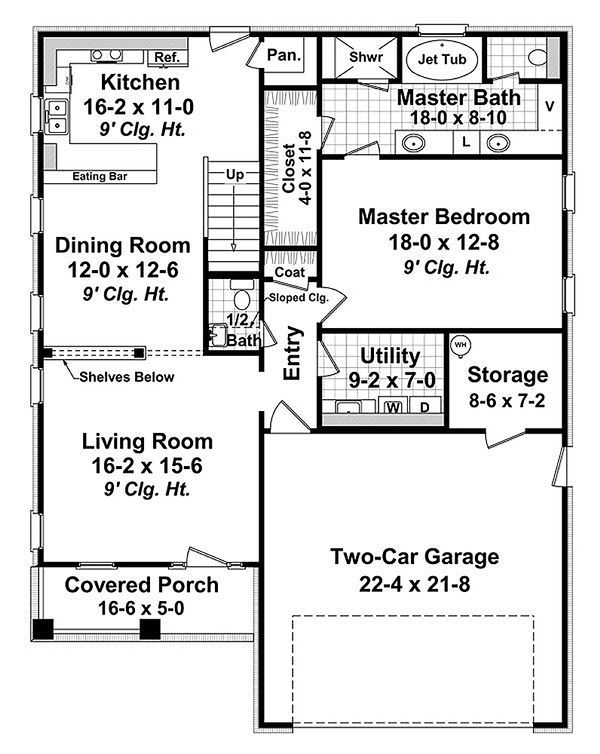 Ref.
Pan.
Shwr
Jet Tub
Kitchen
16-2 x 11-0
9' Clg. Ht.
DW
Master Bath
18-0 x 8-10
V
L
Eating Bar
Up
Closet
4-0 x 11-8
Master Bedroom
18-0 x 12-8
9' Clg. Ht.
Dining Room
12-0 x 12-6
9' Clg. Ht.
Coat
Sloped Clg.
1/2
Bath
Entry
Utility
9-2 x 7-0
W
D
WH
Storage
8-6 x 7-2
Shelves Below
Living Room
16-2 x 15-6
9' Clg. Ht.
Two-Car Garage
22-4 x 21-8
Covered Porch
16-6 x 5-0